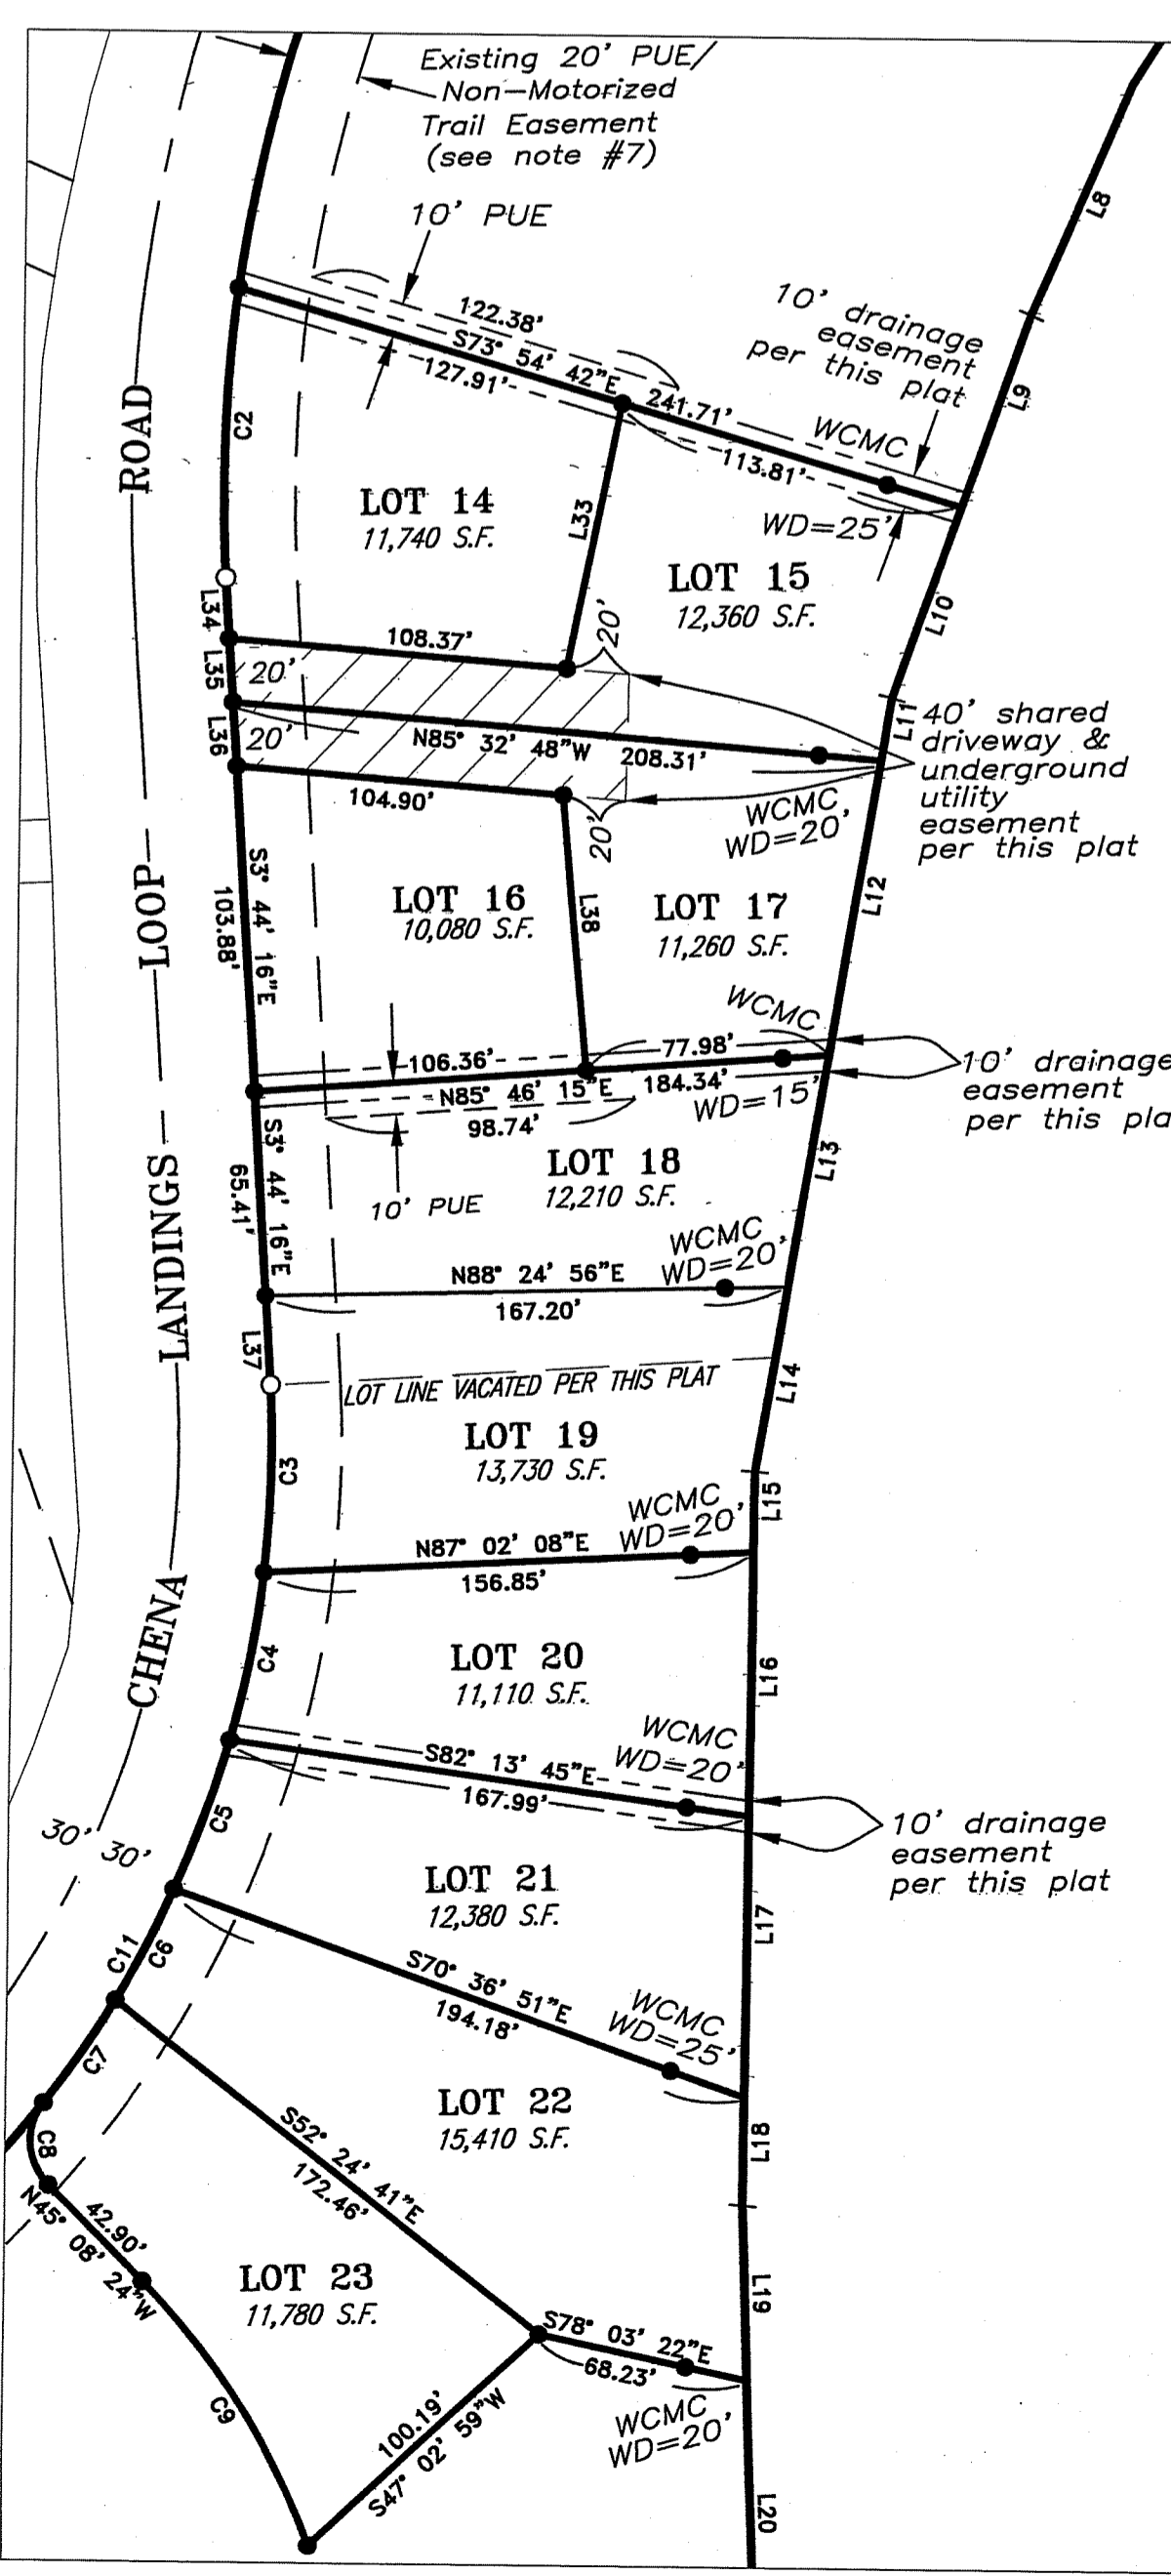 Existing 20' PUE/
Non-Motorized
Trail Easement
(see note #7)
10' PUE
L8
122.38'
S73° 54' 42"E
127.91'
241.71'
113.81'
10' drainage
easement
per this plat
WCMC
WD=25'
L9
C2
ROAD
LOT 14
11,740 S.F.
L33
LOT 15
12,360 S.F.
L10
L34
108.37'
20'
L35
20'
L11
L36
20'
N85° 32' 48"W 208.31'
40' shared
driveway &
underground
utility
easement
per this plat
104.90'
20'
WCMC,
WD=20'
L12
LOOP
S3° 44' 16"E
103.88'
LOT 16
10,080 S.F.
L38
LOT 17
11,260 S.F.
WCMC
106.36'
77.98'
N85° 46' 15"E
184.34'
WD=15'
98.74'
10' drainage
easement
per this pla
10' PUE
LANDINGS
S3° 44' 16"E
65.41'
LOT 18
12,210 S.F.
L13
WCMC
WD=20'
N88° 24' 56"E
167.20'
L37
LOT LINE VACATED PER THIS PLAT
L14
LOT 19
13,730 S.F.
C3
L15
WCMC
WD=20'
N87° 02' 08"E
156.85'
CHENA
C4
LOT 20
11,110 S.F.
L16
WCMC
WD=20'
S82° 13' 45"E
167.99'
C5
10' drainage
easement
per this plat
30' 30'
LOT 21
12,380 S.F.
L17
C11
C6
S70° 36' 51"E
194.18'
WCMC
WD=25'
C7
LOT 22
15,410 S.F.
L18
C8
S52° 24' 41"E
172.46'
42.90'
N45° 08' 24"W
LOT 23
11,780 S.F.
L19
S78° 03' 22"E
68.23'
C9
100.19'
S47° 02' 59"W
WCMC
WD=20'
L20